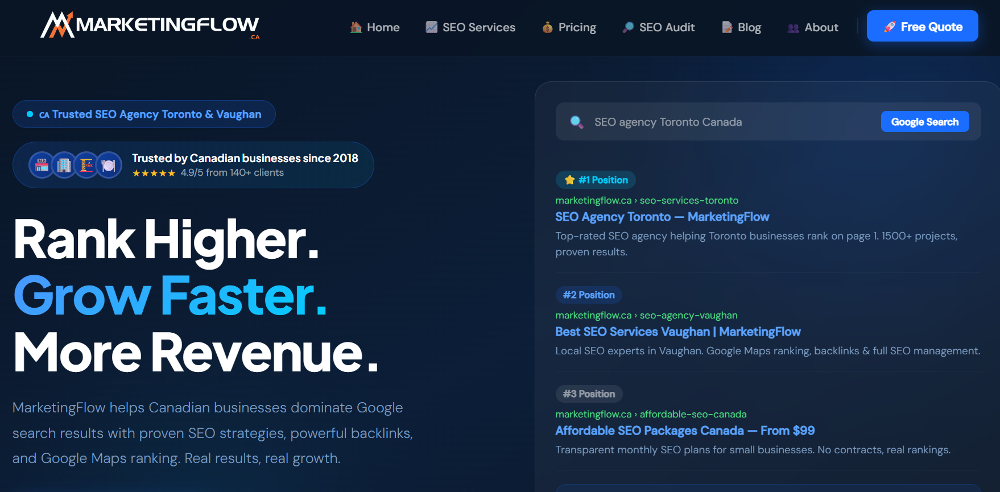 MARKETINGFLOW
.CA
Home
SEO Services
Pricing
SEO Audit
Blog
About
Free Quote
CA Trusted SEO Agency Toronto & Vaughan
Trusted by Canadian businesses since 2018
★★★★★ 4.9/5 from 140+ clients
Rank Higher.
Grow Faster.
More Revenue.
MarketingFlow helps Canadian businesses dominate Google
search results with proven SEO strategies, powerful backlinks,
and Google Maps ranking. Real results, real growth.
SEO agency Toronto Canada
Google Search
#1 Position
marketingflow.ca › seo-services-toronto
SEO Agency Toronto — MarketingFlow
Top-rated SEO agency helping Toronto businesses rank on page 1. 1500+ projects,
proven results.
#2 Position
marketingflow.ca › seo-agency-vaughan
Best SEO Services Vaughan | MarketingFlow
Local SEO experts in Vaughan. Google Maps ranking, backlinks & full SEO management.
#3 Position
marketingflow.ca › affordable-seo-canada
Affordable SEO Packages Canada — From $99
Transparent monthly SEO plans for small businesses. No contracts, real rankings.